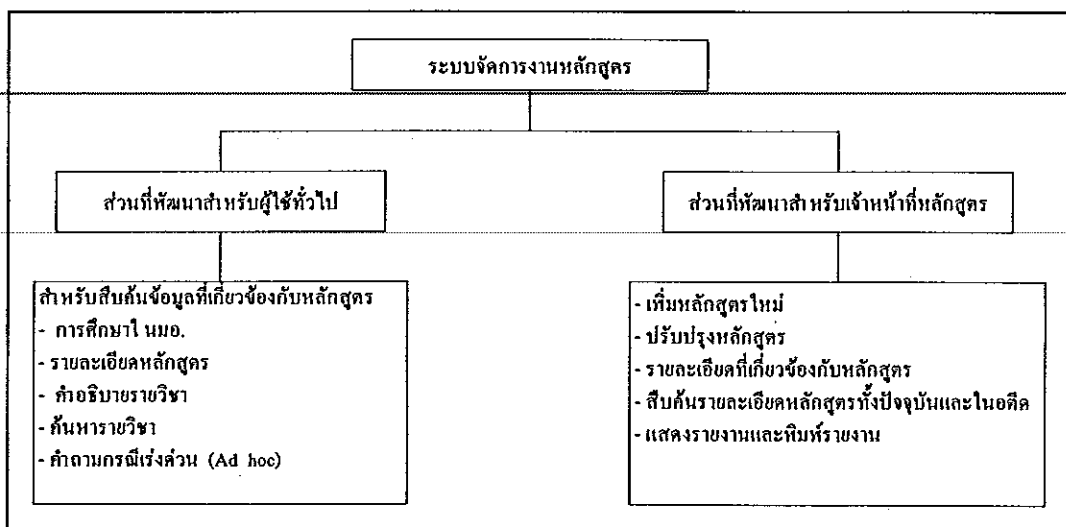 ระบบจัดการงานหลักสูตร
ส่วนที่พัฒนาสำหรับผู้ใช้ทั่วไป
ส่วนที่พัฒนาสำหรับเจ้าหน้าที่หลักสูตร
สำหรับสืบค้นข้อมูลที่เกี่ยวข้องกับหลักสูตร
- การศึกษาใ นมอ.
- รายละเอียดหลักสูตร
- คำอธิบายรายวิชา
- ค้นหารายวิชา
- คำถามกรณีเร่งด่วน (Ad hoc)
- เพิ่มหลักสูตรใหม่
- ปรับปรุงหลักสูตร
- รายละเอียดที่เกี่ยวข้องกับหลักสูตร
- สืบค้นรายละเอียดหลักสูตรทั้งปัจจุบันและในอดีต
- แสดงรายงานและพิมพ์รายงาน